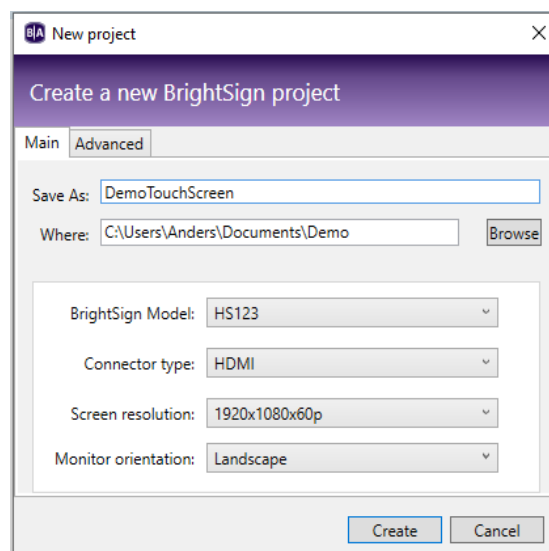 B|A New project
Create a new BrightSign project
Main Advanced
Save As: DemoTouchScreen
Where: C:\Users\Anders\Documents\Demo Browse
BrightSign Model: HS123
Connector type: HDMI
Screen resolution: 1920x1080x60p
Monitor orientation: Landscape
Create Cancel